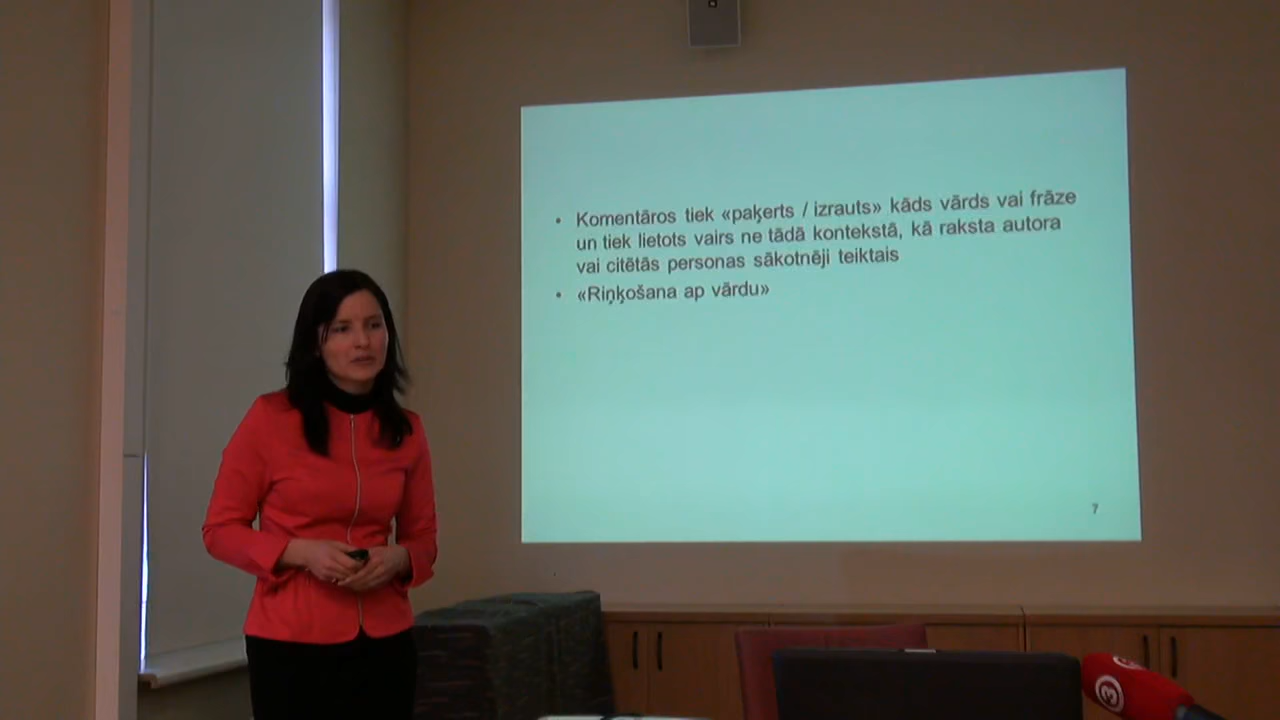 • Komentāros tiek «paķerts / izrauts» kāds vārds vai frāze
un tiek lietots vairs ne tādā kontekstā, kā raksta autora
vai citētās personas sākotnēji teiktais
• «Riņķošana ap vārdu»
7